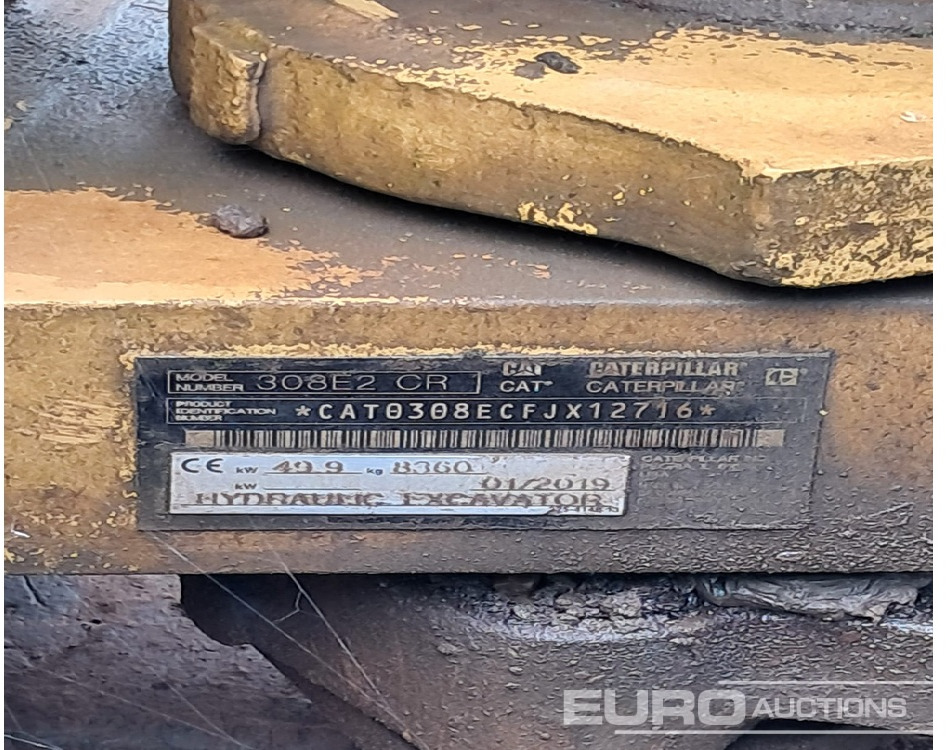 MODEL NUMBER 308E2 CR CAT CATERPILLAR
CAT® CATERPILLAR®
PRODUCT IDENTIFICATION NUMBER *CAT0308ECFJX12716*
CE kW 49.9 kg 8360
kW 01/2019
HYDRAULIC EXCAVATOR
CATERPILLAR INC
EURO AUCTIONS